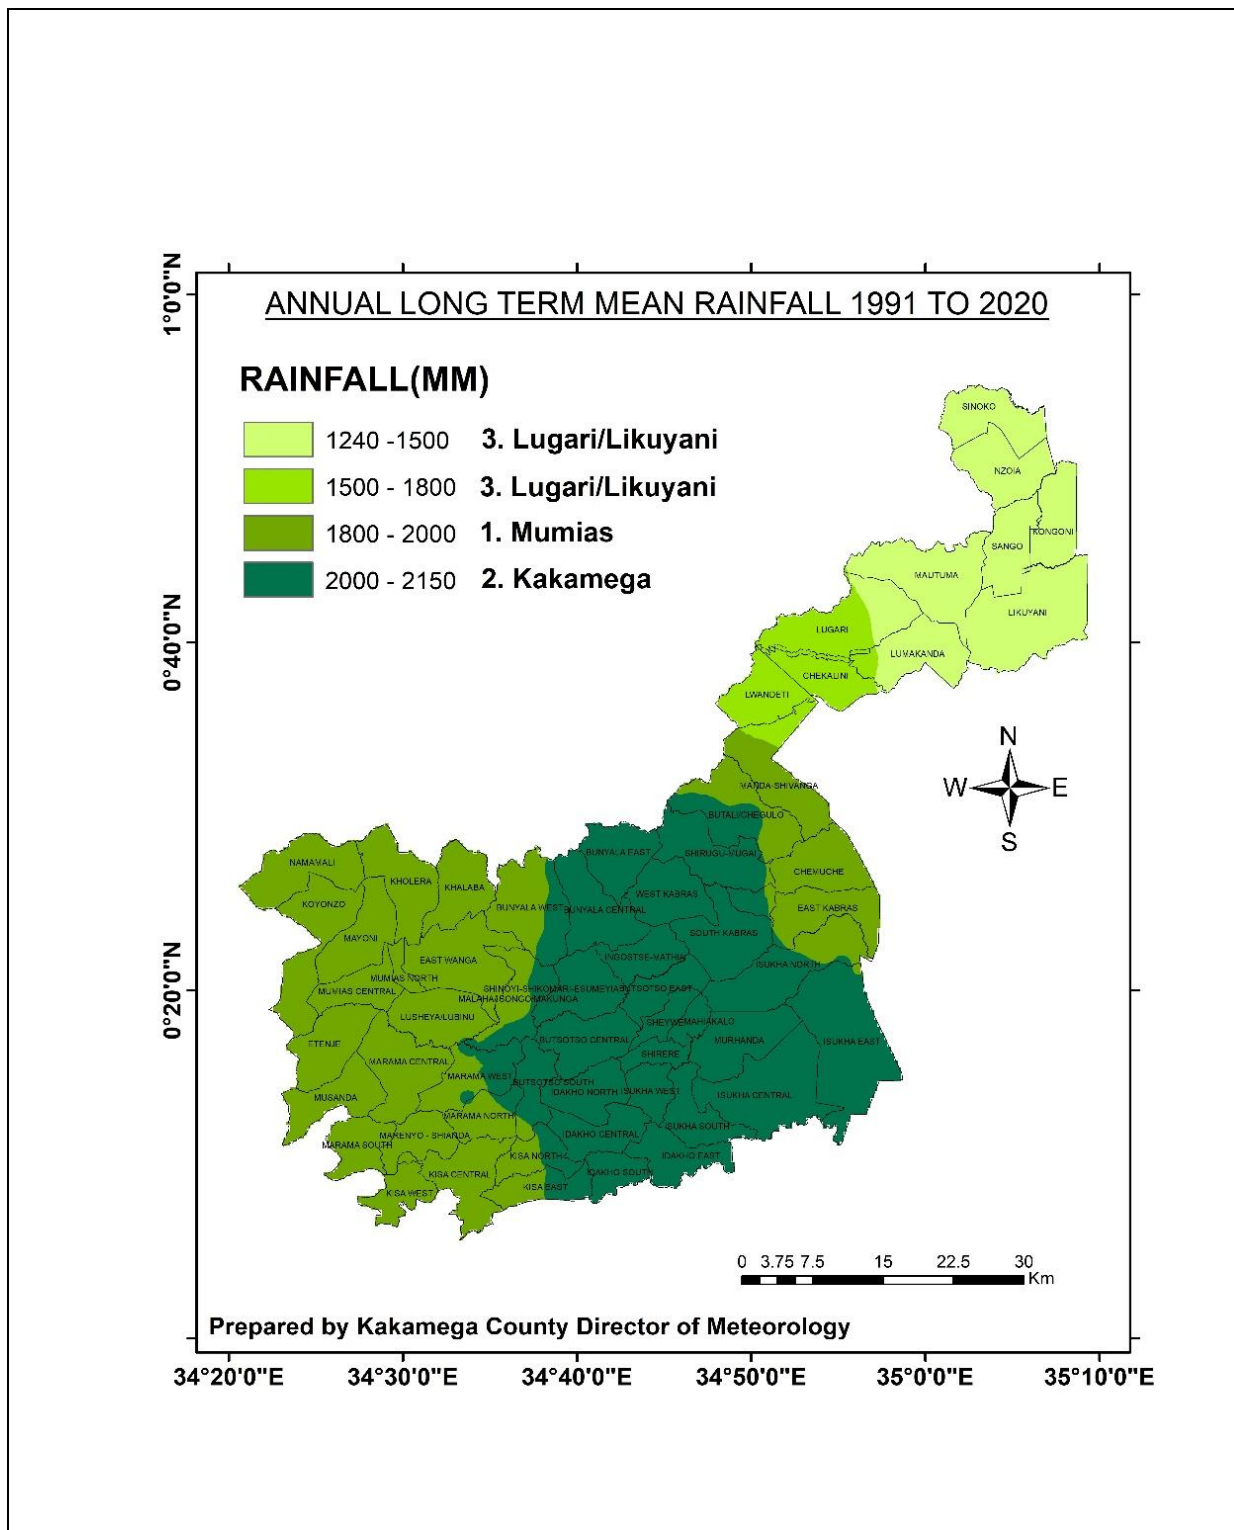 ANNUAL LONG TERM MEAN RAINFALL 1991 TO 2020
RAINFALL(MM)
1240 -1500 3. Lugari/Likuyani
1500 - 1800 3. Lugari/Likuyani
1800 - 2000 1. Mumias
2000 - 2150 2. Kakamega
1°0'0"N
0°40'0"N
0°20'0"N
SINOKO
NZOIA
KONGONI
SANGO
MAUTUMA
LIKUYANI
LUGARI
LUMAKANDA
CHEKALINI
LWANDETI
N
W E
S
MANDA-SHIVANGA
BUTALI/CHEGULO
SHIRUGU-MUGAI
BUNYALA EAST
NAMAMALI
KHOLERA
KHALABA
CHEMUCHE
WEST KABRAS
KOYONZO
BUNYALA WEST
BUNYALA CENTRAL
EAST KABRAS
SOUTH KABRAS
MAYONI
EAST WANGA
INGOSTSE-MATHIA
ISUKHA NORTH
MUMIAS NORTH
MUMIAS CENTRAL
SHINOYI-SHIKOMARI-ESUMEYIA
BUTSOTSO EAST
LUSHEYA/LUBINU
SHEYWE
MAHIAKALO
ETENJE
BUTSOTSO CENTRAL
MURHANDA
ISUKHA EAST
MARAMA CENTRAL
SHIRERE
MARAMA WEST
BUTSOTSO SOUTH
IDAKHO NORTH
ISUKHA WEST
ISUKHA CENTRAL
MUSANDA
MARAMA NORTH
ISUKHA SOUTH
MARENYO - SHIANDA
IDAKHO CENTRAL
MARAMA SOUTH
KISA NORTH
IDAKHO EAST
KISA CENTRAL
IDAKHO SOUTH
KISA WEST
KISA EAST
0 3.75 7.5 15 22.5 30
Km
Prepared by Kakamega County Director of Meteorology
34°20'0"E 34°30'0"E 34°40'0"E 34°50'0"E 35°0'0"E 35°10'0"E